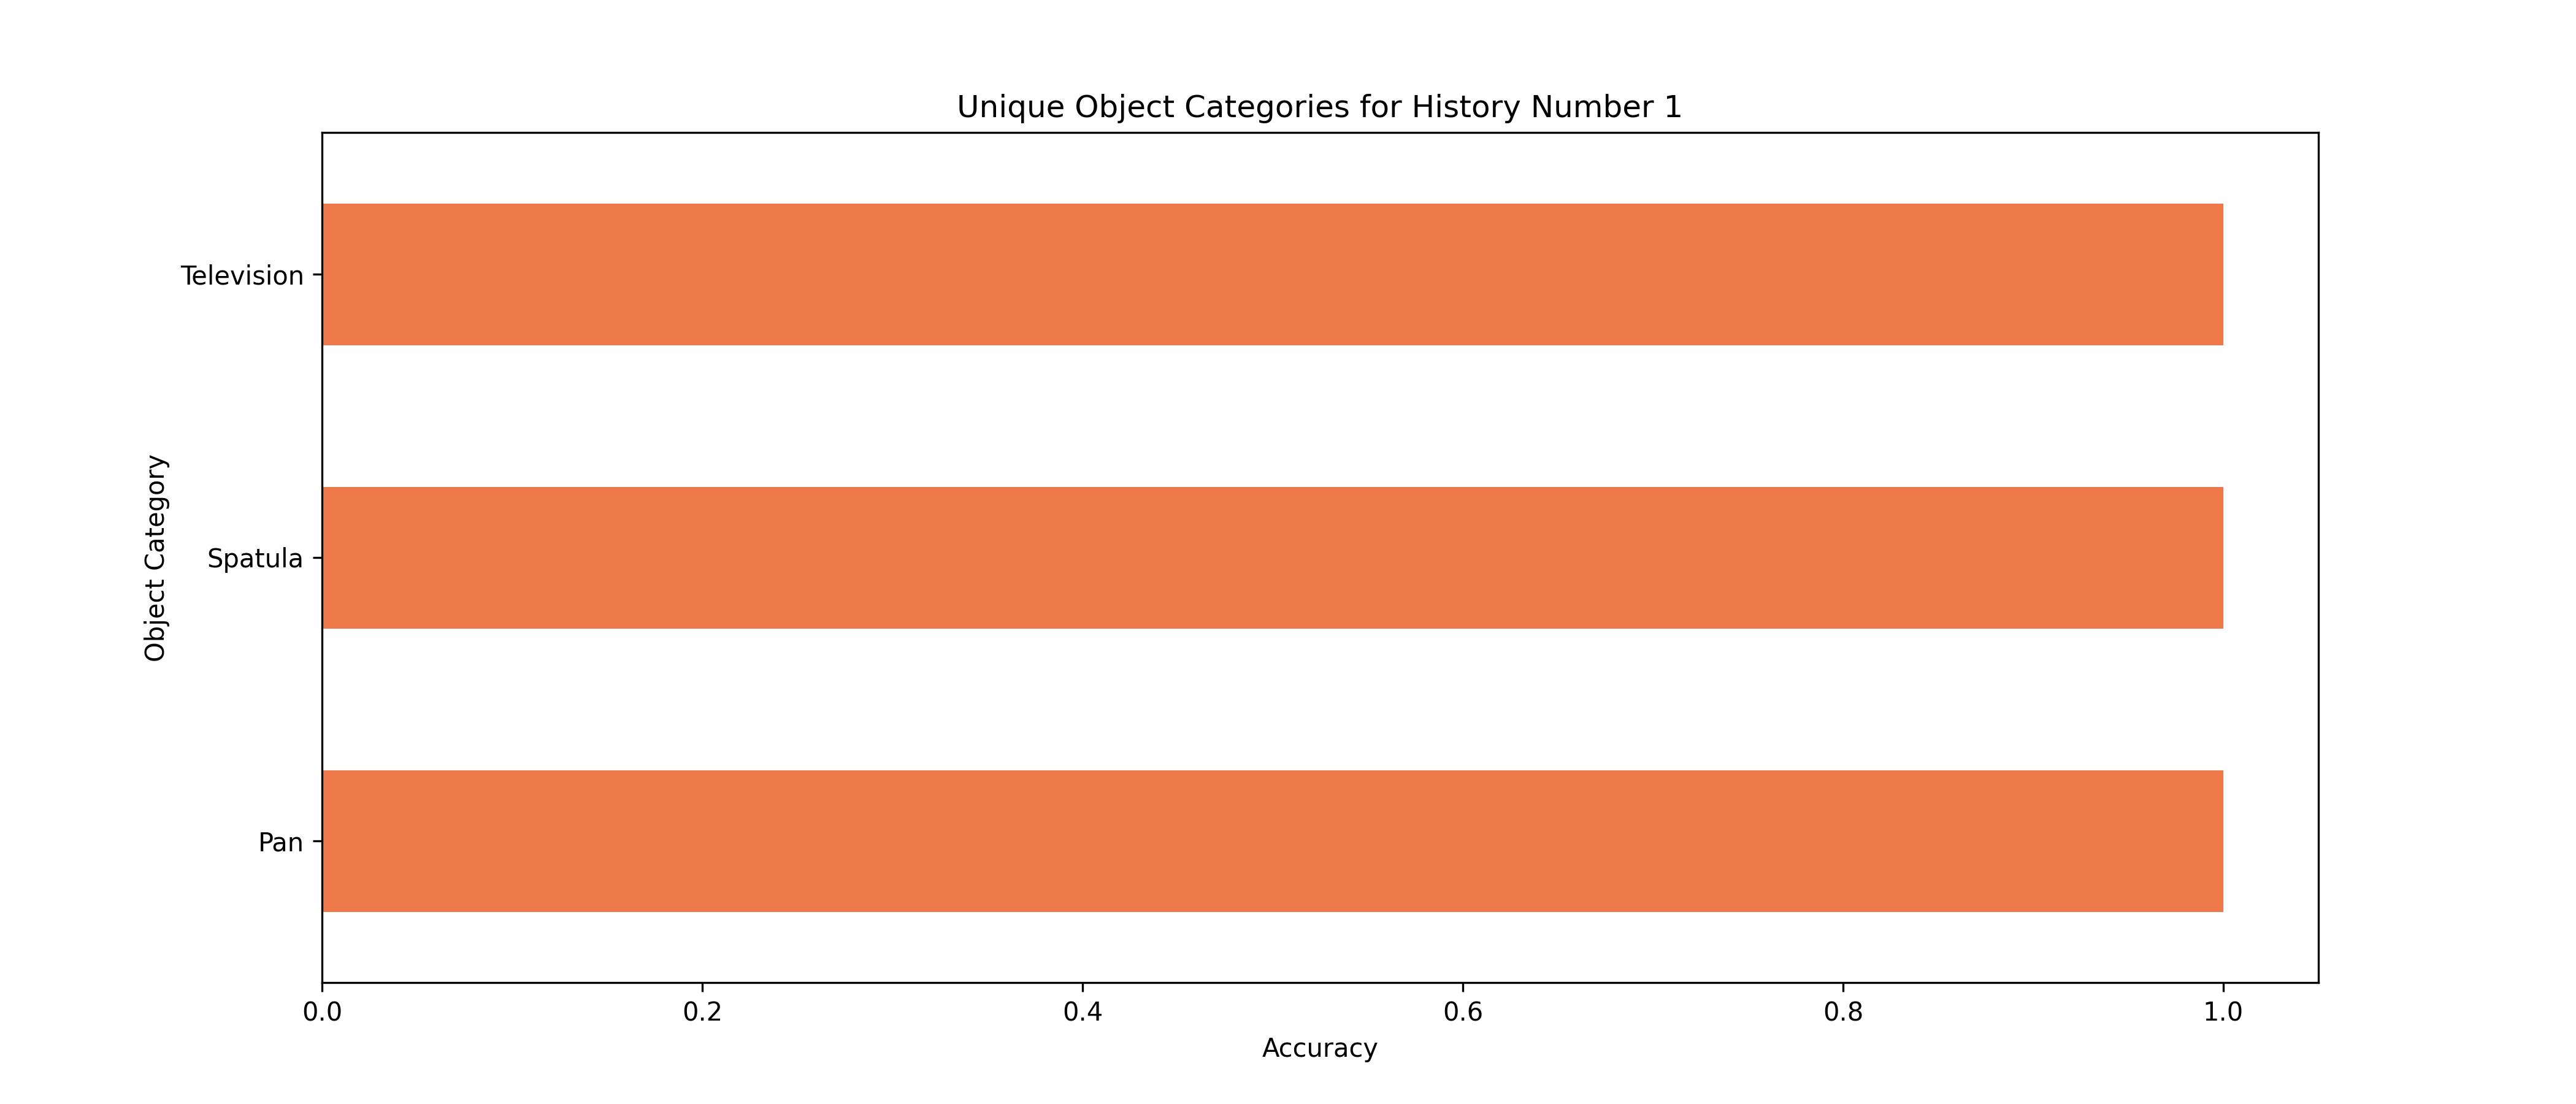 Unique Object Categories for History Number 1
Object Category
Television
Spatula
Pan
0.0 0.2 0.4 0.6 0.8 1.0
Accuracy